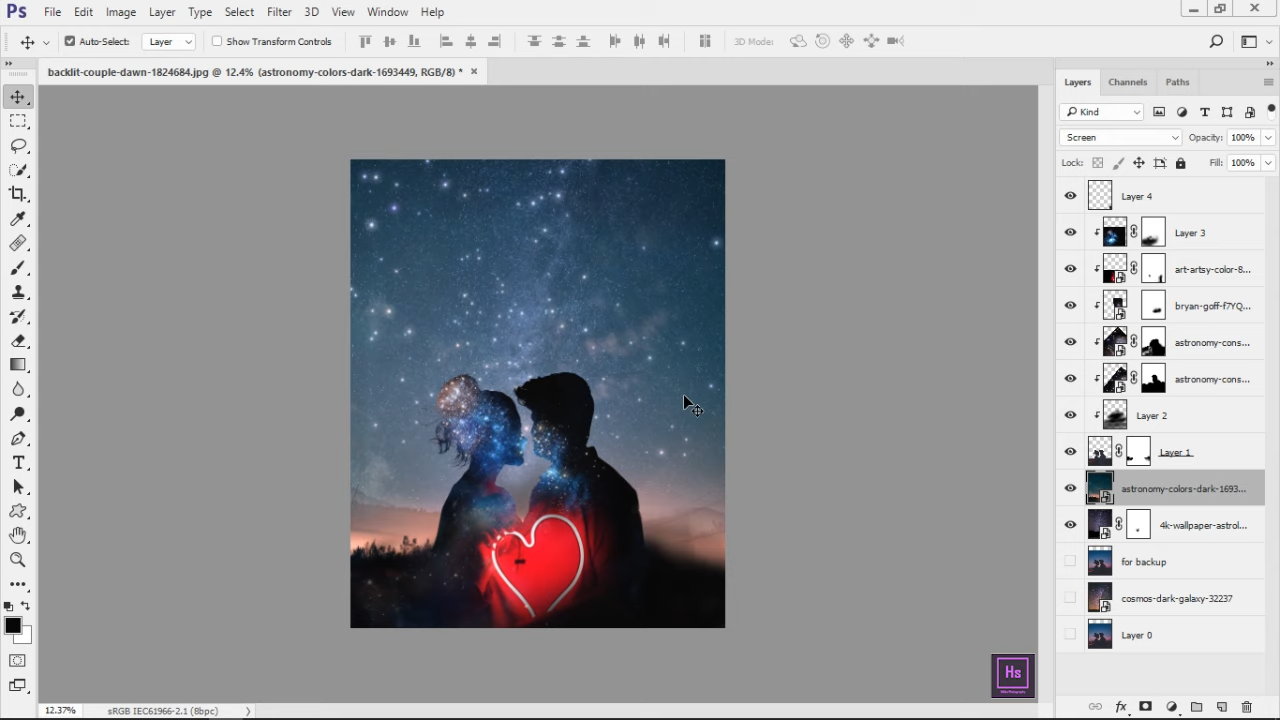 Ps File Edit Image Layer Type Select Filter 3D View Window Help
Auto-Select: Layer Show Transform Controls 3D Mode:
backlit-couple-dawn-1824684.jpg @ 12.4% (astronomy-colors-dark-1693449, RGB/8) *
Layers Channels Paths
Kind
Screen Opacity: 100%
Lock: Fill: 100%
Layer 4
Layer 3
art-artsy-color-8...
bryan-goff-f7YQ...
astronomy-cons...
astronomy-cons...
Layer 2
Layer 1
astronomy-colors-dark-1693...
4k-wallpaper-astrol...
for backup
cosmos-dark-galaxy-32237
Layer 0
Hs
12.37% sRGB IEC61966-2.1 (8bpc)
fx